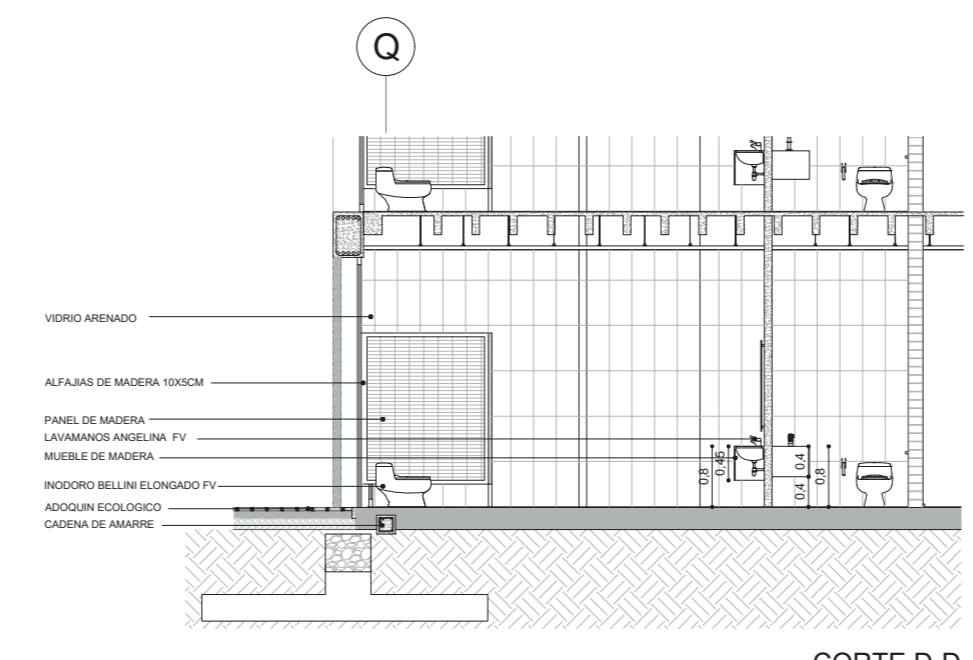 Q
VIDRIO ARENADO
ALFAJIAS DE MADERA 10X5CM
PANEL DE MADERA
LAVAMANOS ANGELINA FV
MUEBLE DE MADERA
INODORO BELLINI ELONGADO FV
ADOQUIN ECOLOGICO
CADENA DE AMARRE
0,8
0,45
0,4
0,4
0,8
CORTE D-D